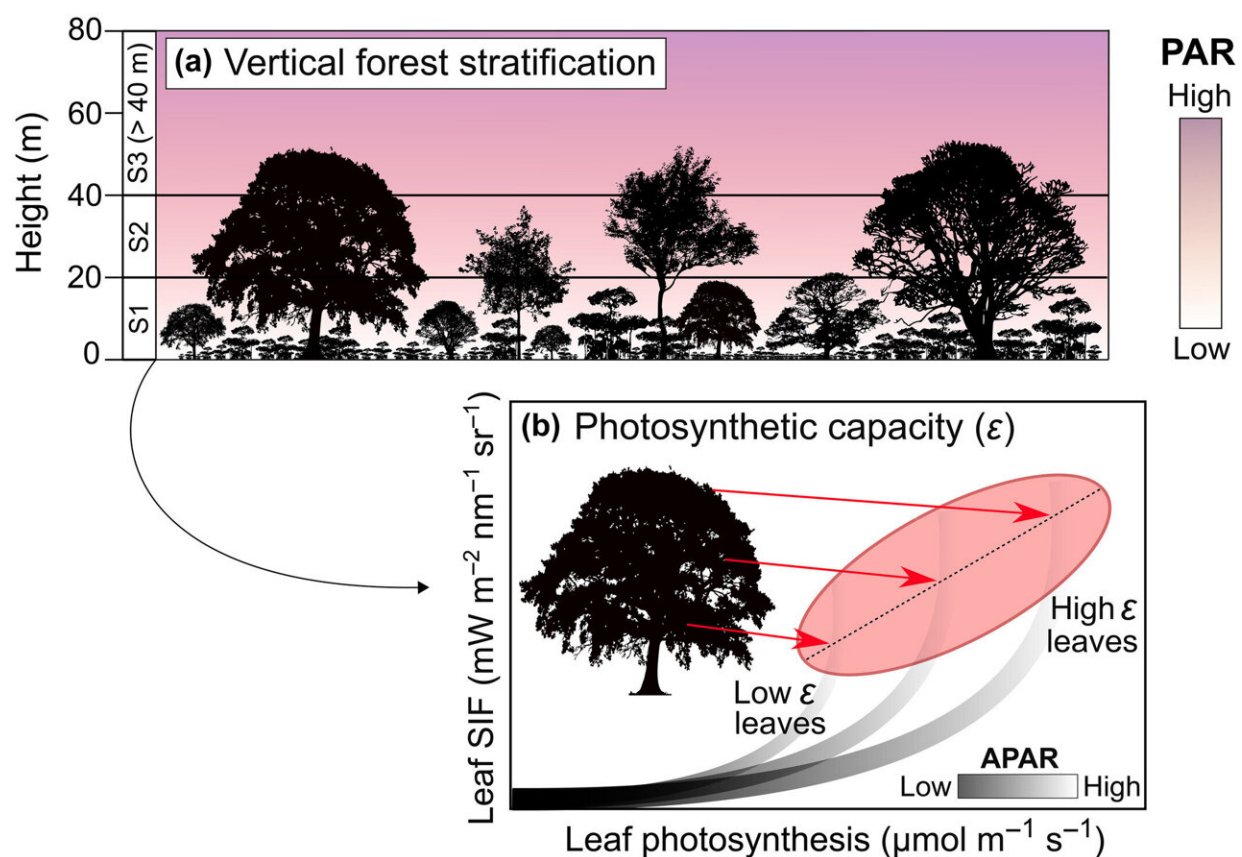 80
60
40
20
0
Height (m)
S3 (> 40 m)
S2
S1
(a) Vertical forest stratification
PAR
High
Low
(b) Photosynthetic capacity (ε)
Leaf SIF (mW m⁻² nm⁻¹ sr⁻¹)
High ε
leaves
Low ε
leaves
APAR
Low High
Leaf photosynthesis (μmol m⁻¹ s⁻¹)